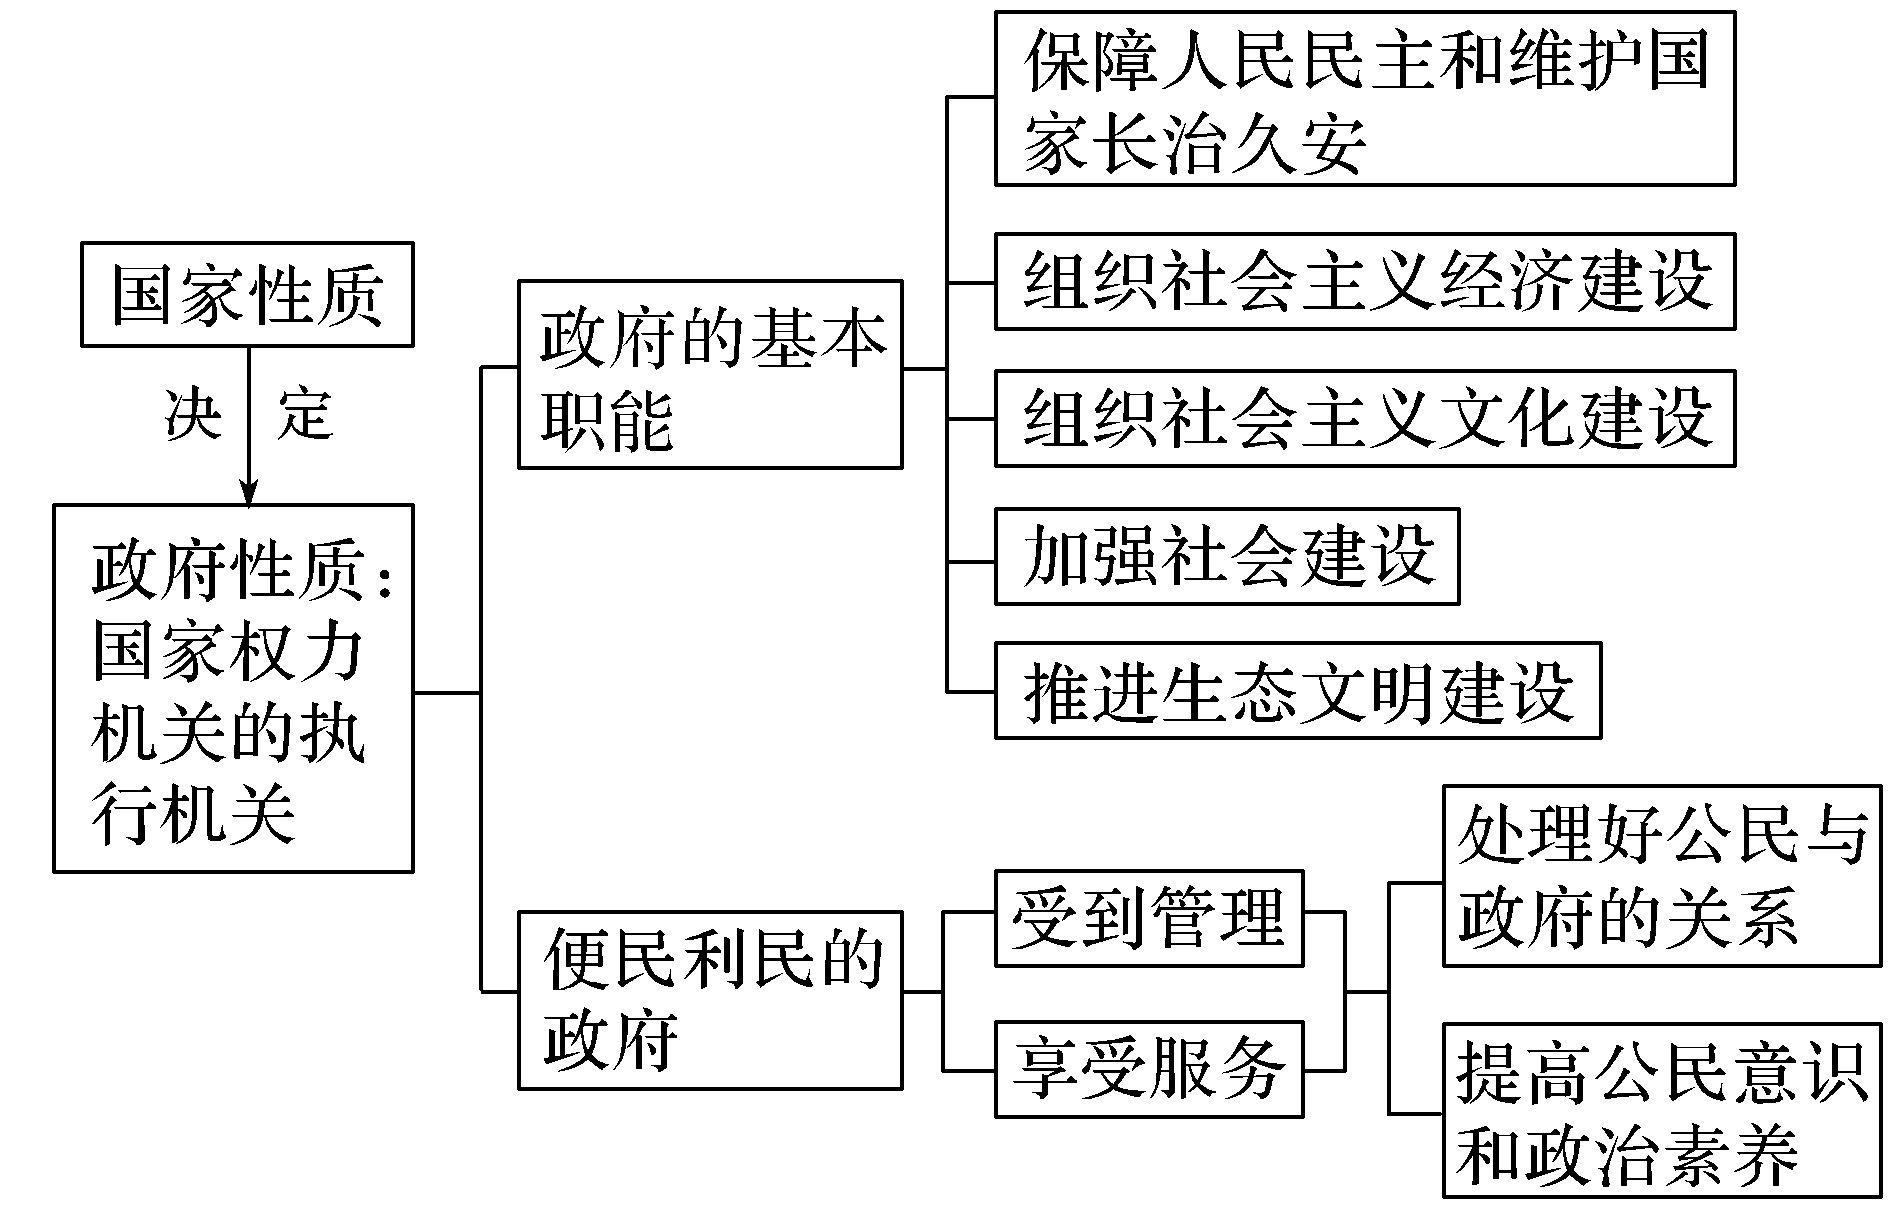 国家性质
决定
政府性质：
国家权力
机关的执
行机关
政府的基本
职能
保障人民民主和维护国
家长治久安
组织社会主义经济建设
组织社会主义文化建设
加强社会建设
推进生态文明建设
便民利民的
政府
受到管理
享受服务
处理好公民与
政府的关系
提高公民意识
和政治素养